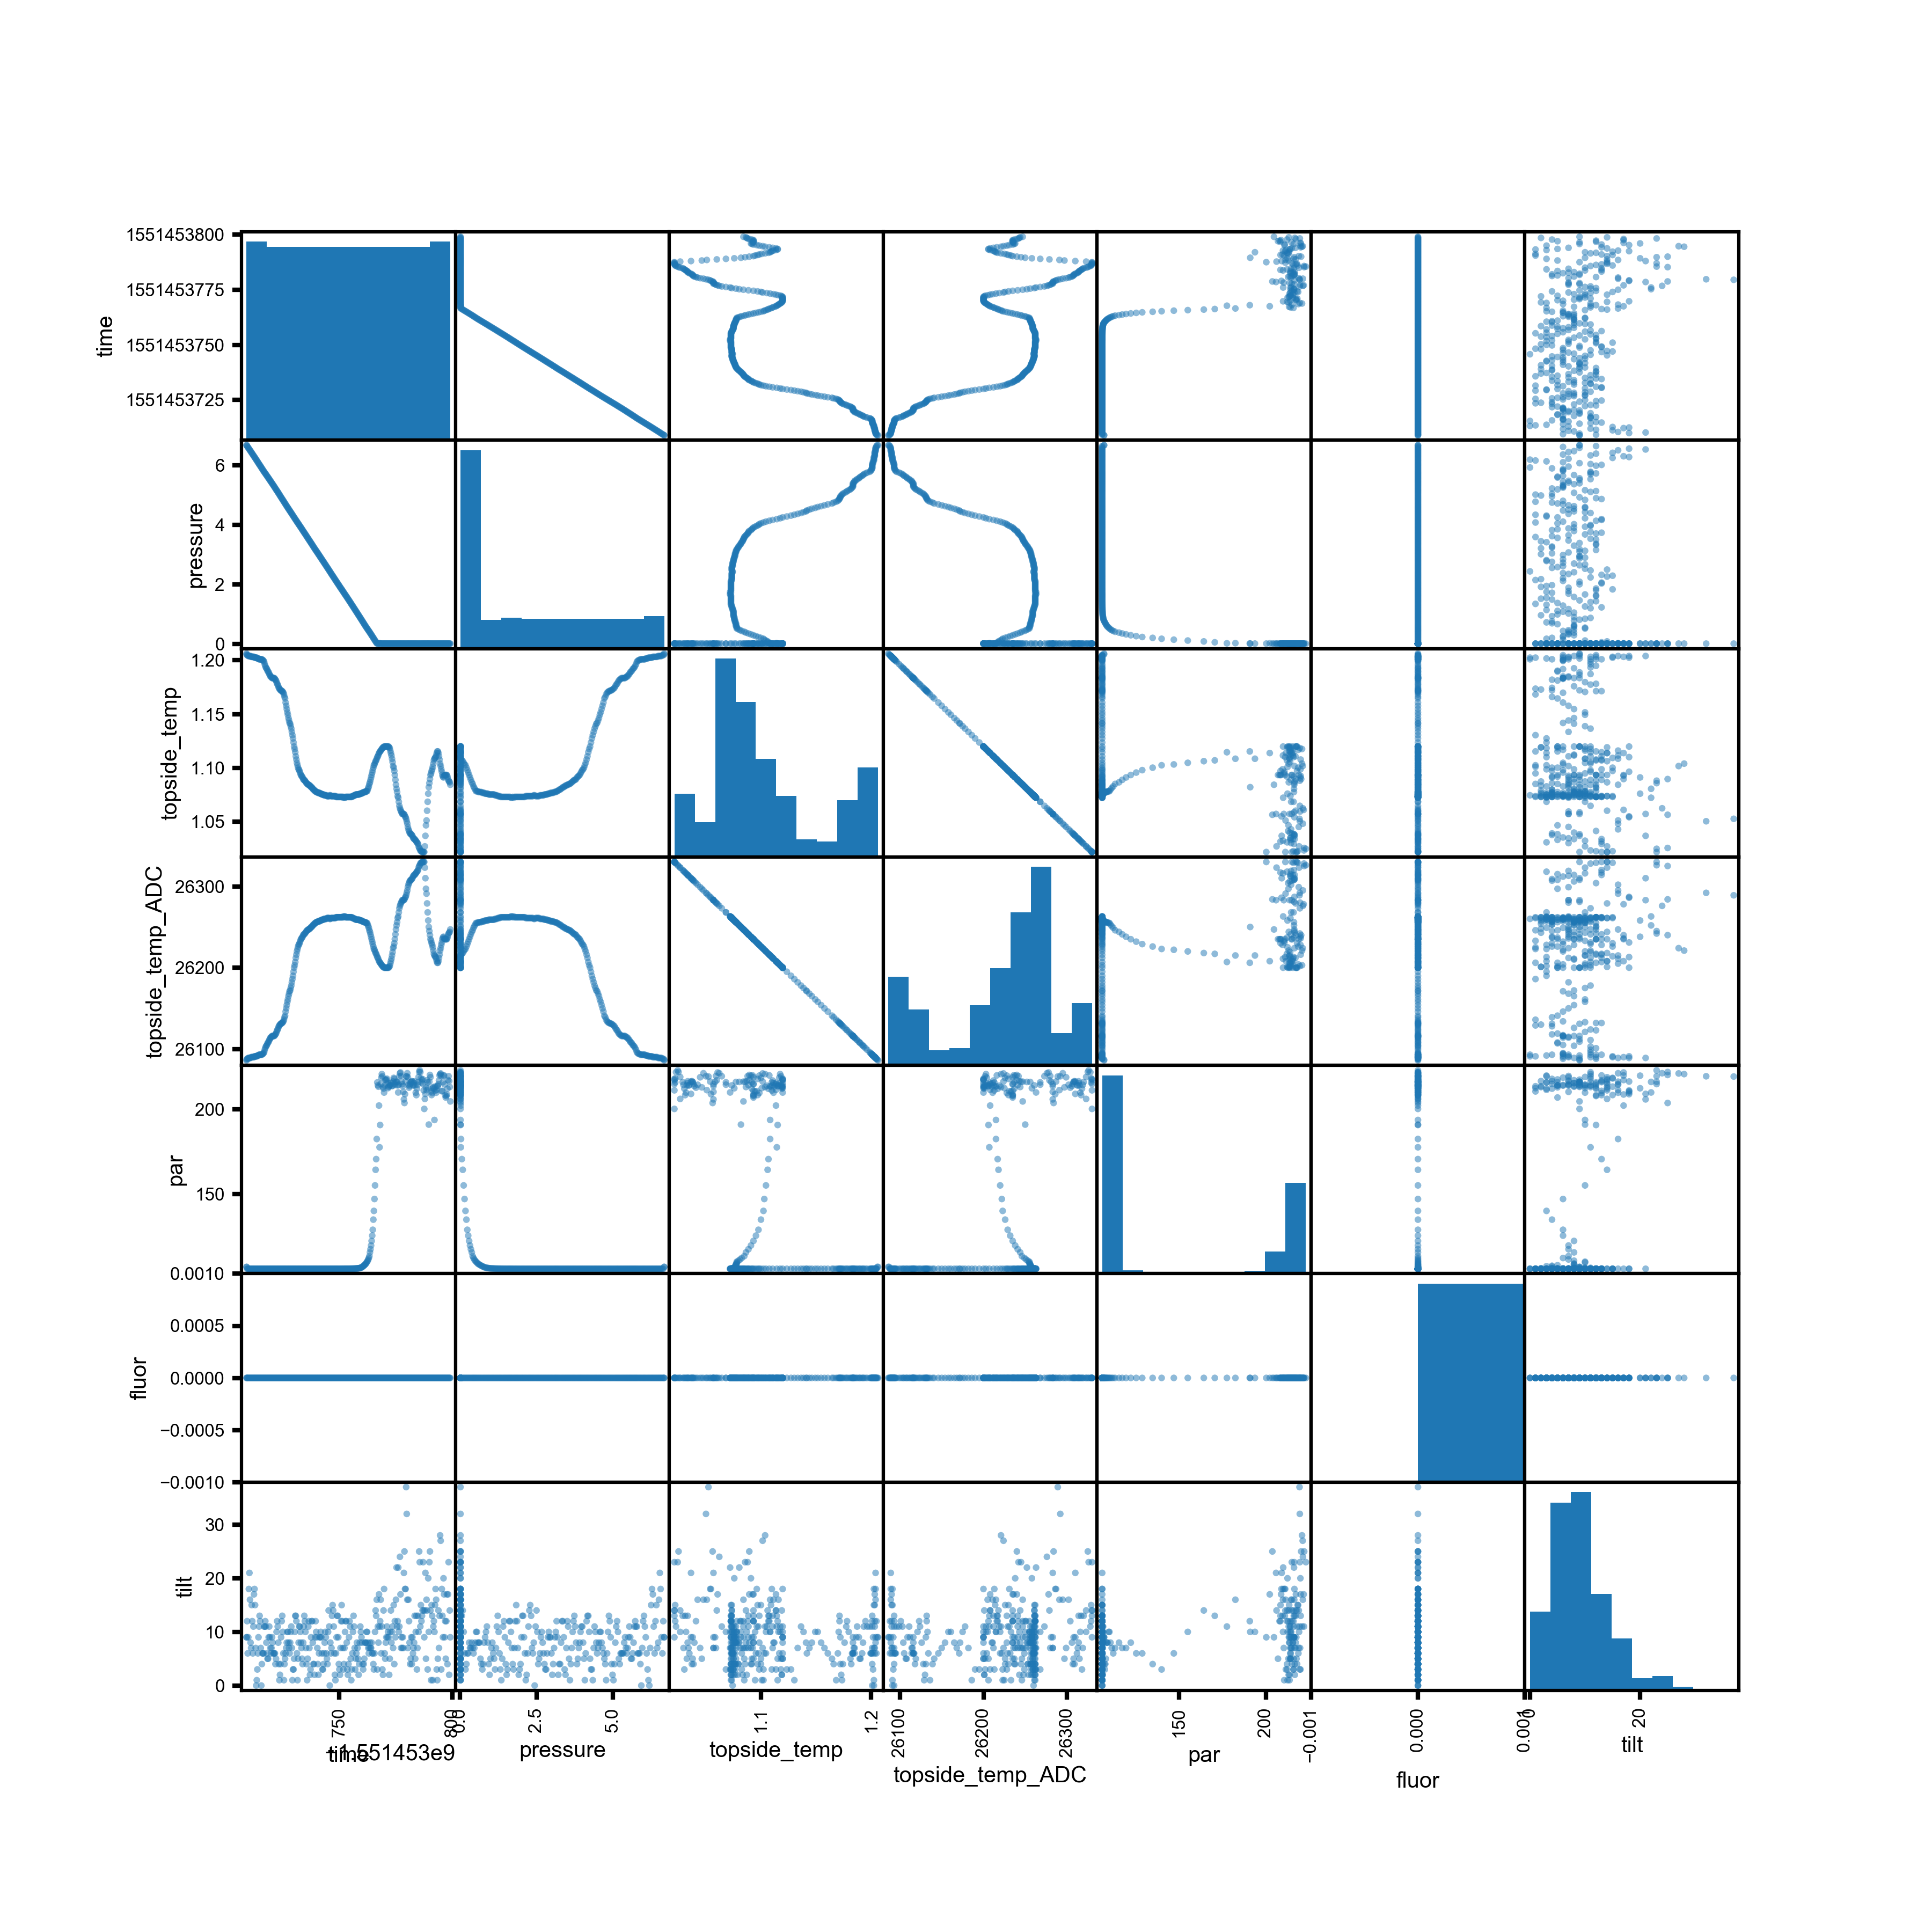 1551453800
1551453775
1551453750
1551453725
time
6
4
2
0
pressure
1.20
1.15
1.10
1.05
topside_temp
26300
26200
26100
topside_temp_ADC
200
150
par
0.0010
0.0005
0.0000
−0.0005
−0.0010
fluor
30
20
10
0
tilt
750
800
0.0
2.5
5.0
1.1
1.2
26100
26200
26300
150
200
−0.001
0.000
0.001
0
20
time
+1.551453e9
pressure
topside_temp
topside_temp_ADC
par
fluor
tilt